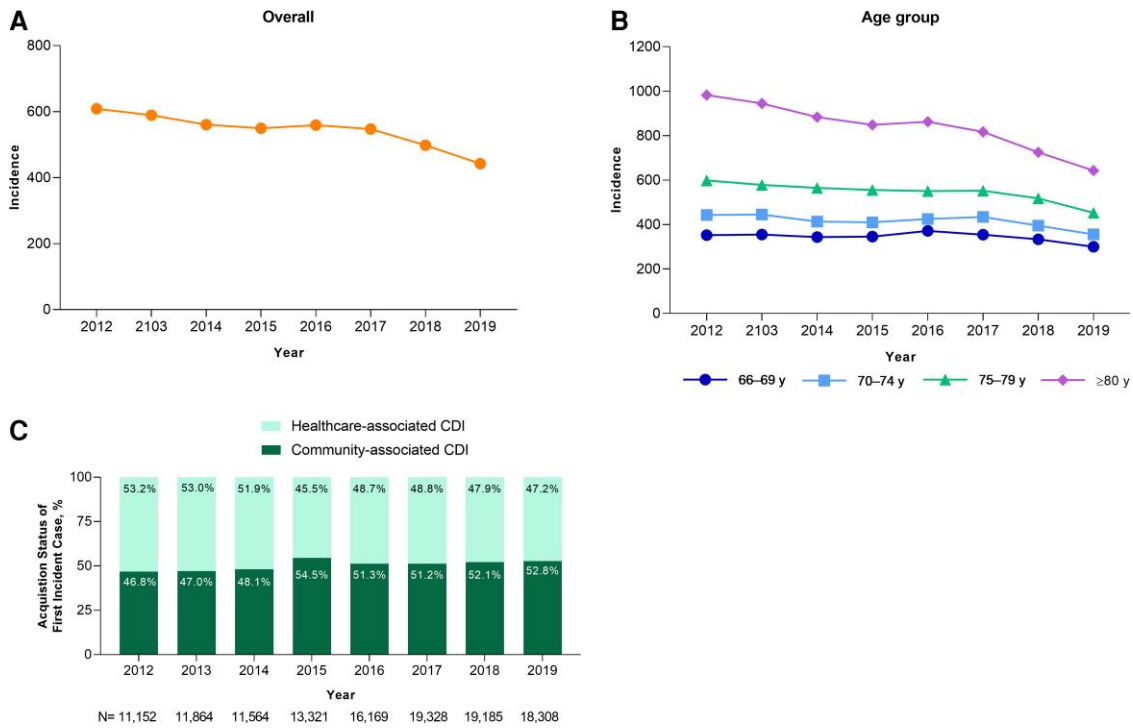 A
Overall
800
600
400
200
0
Incidence
2012 2103 2014 2015 2016 2017 2018 2019
Year
B
Age group
1200
1000
800
600
400
200
0
Incidence
2012 2103 2014 2015 2016 2017 2018 2019
Year
66–69 y 70–74 y 75–79 y ≥80 y
C
Healthcare-associated CDI
Community-associated CDI
Acquistion Status of
First Incident Case, %
100
75
50
25
0
53.2% 53.0% 51.9% 45.5% 48.7% 48.8% 47.9% 47.2%
46.8% 47.0% 48.1% 54.5% 51.3% 51.2% 52.1% 52.8%
2012 2013 2014 2015 2016 2017 2018 2019
Year
N= 11,152 11,864 11,564 13,321 16,169 19,328 19,185 18,308